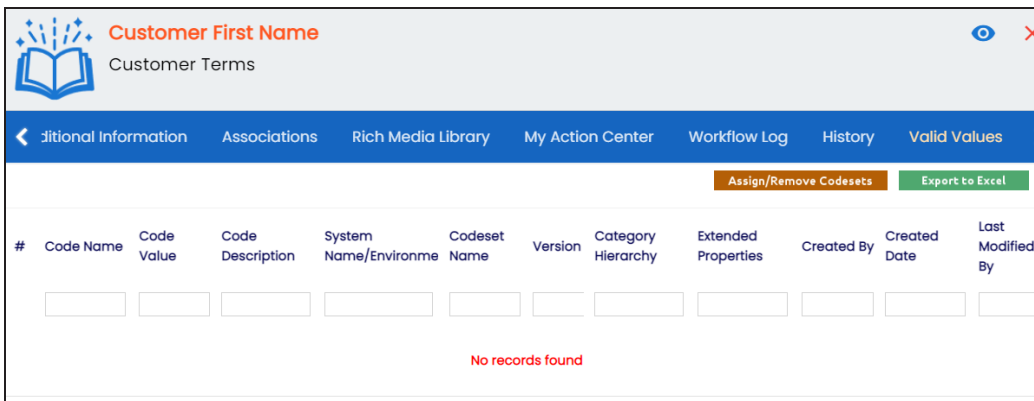 Customer First Name
Customer Terms
ditional Information Associations Rich Media Library My Action Center Workflow Log History Valid Values
Assign/Remove Codesets Export to Excel
# Code Name Code Value Code Description System Name/Environme Codeset Name Version Category Hierarchy Extended Properties Created By Created Date Last Modified By
No records found